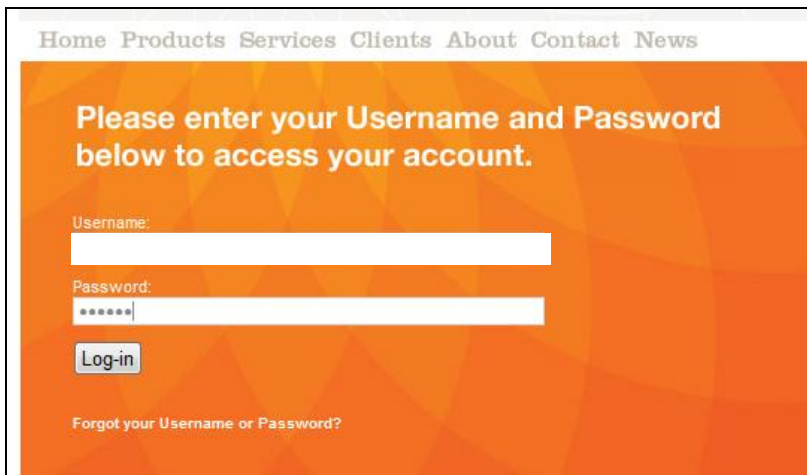 Home Products Services Clients About Contact News
Please enter your Username and Password
below to access your account.
Username:
Password:
••••••
Log-in
Forgot your Username or Password?